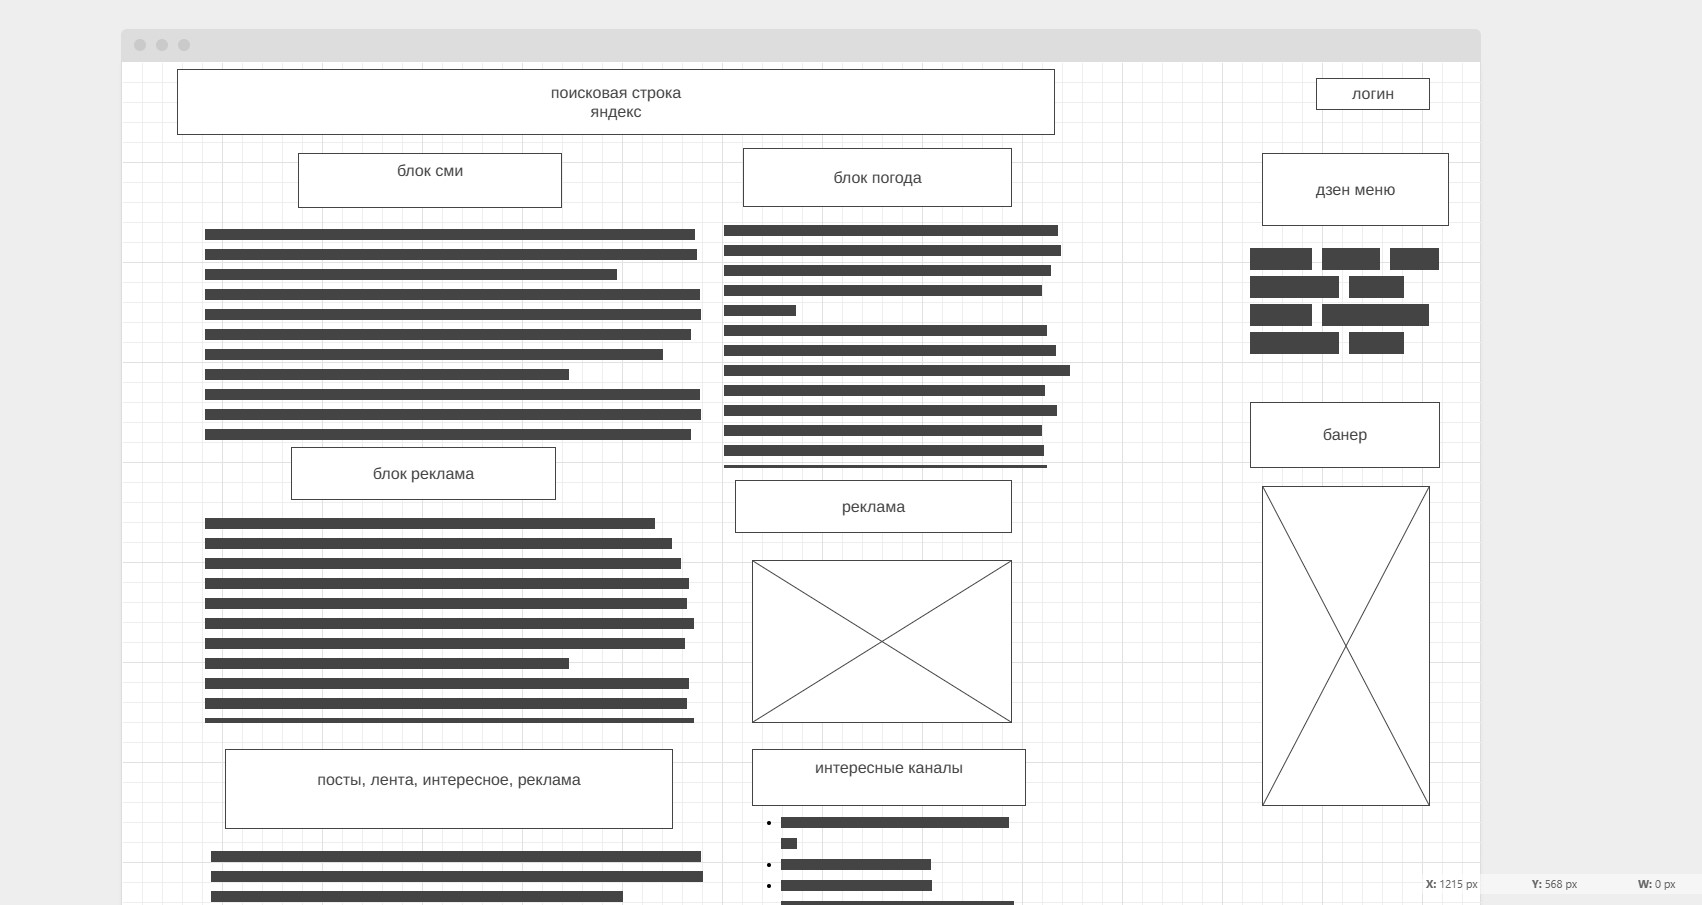 поисковая строка
яндекс
логин
блок сми
блок погода
дзен меню
банер
блок реклама
реклама
посты, лента, интересное, реклама
интересные каналы
X: 1215 px Y: 568 px W: 0 px